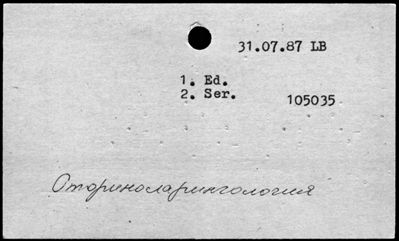 31.07.87 LB
1. Ed.
2. Ser.
105035
Оториноларингология